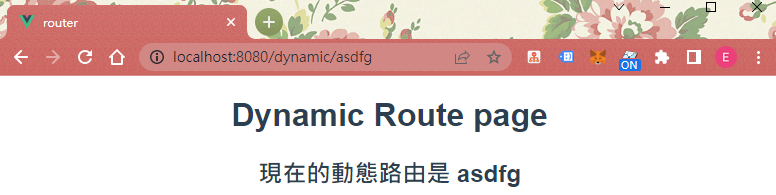 router
localhost:8080/dynamic/asdfg
ON
E
Dynamic Route page
現在的動態路由是 asdfg